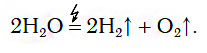 2H₂O ⚡= 2H₂↑ + O₂↑.